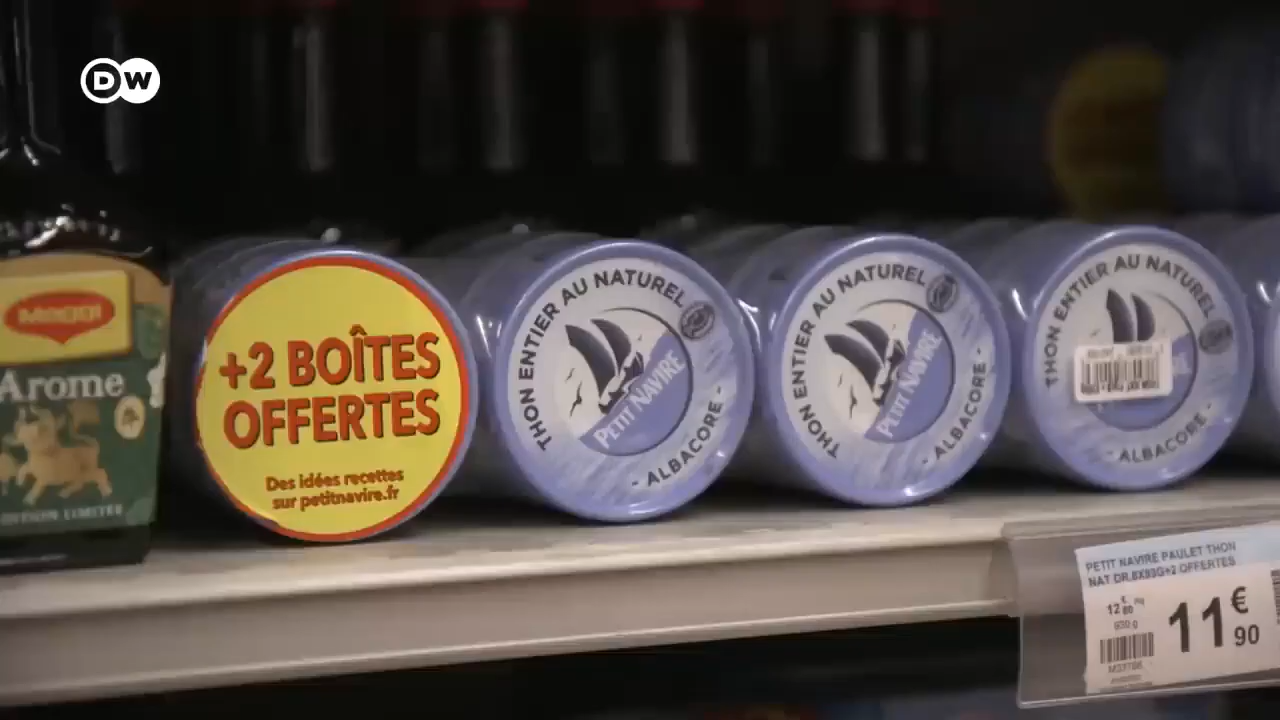 DW
MAGGI
Arome
+2 BOÎTES
OFFERTES
Des idées recettes
sur petitnavire.fr
THON ENTIER AU NATUREL
PETIT NAVIRE
- ALBACORE -
THON ENTIER AU NATUREL
PETIT NAVIRE
- ALBACORE -
THON ENTIER AU NATUREL
- ALBACORE -
PETIT NAVIRE PAULET THON
NAT DR.8X93G+2 OFFERTES
930 g
11€90